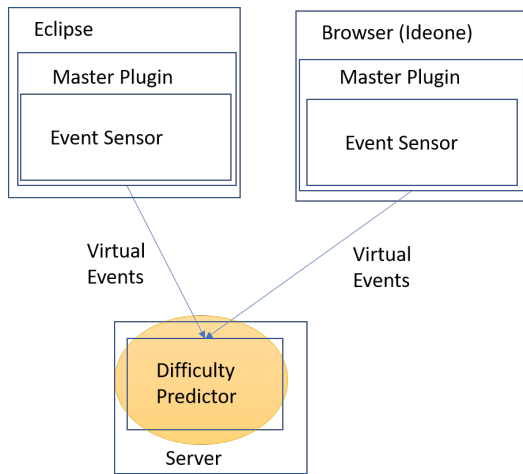 Eclipse
Master Plugin
Event Sensor
Browser (Ideone)
Master Plugin
Event Sensor
Virtual
Events
Virtual
Events
Difficulty
Predictor
Server